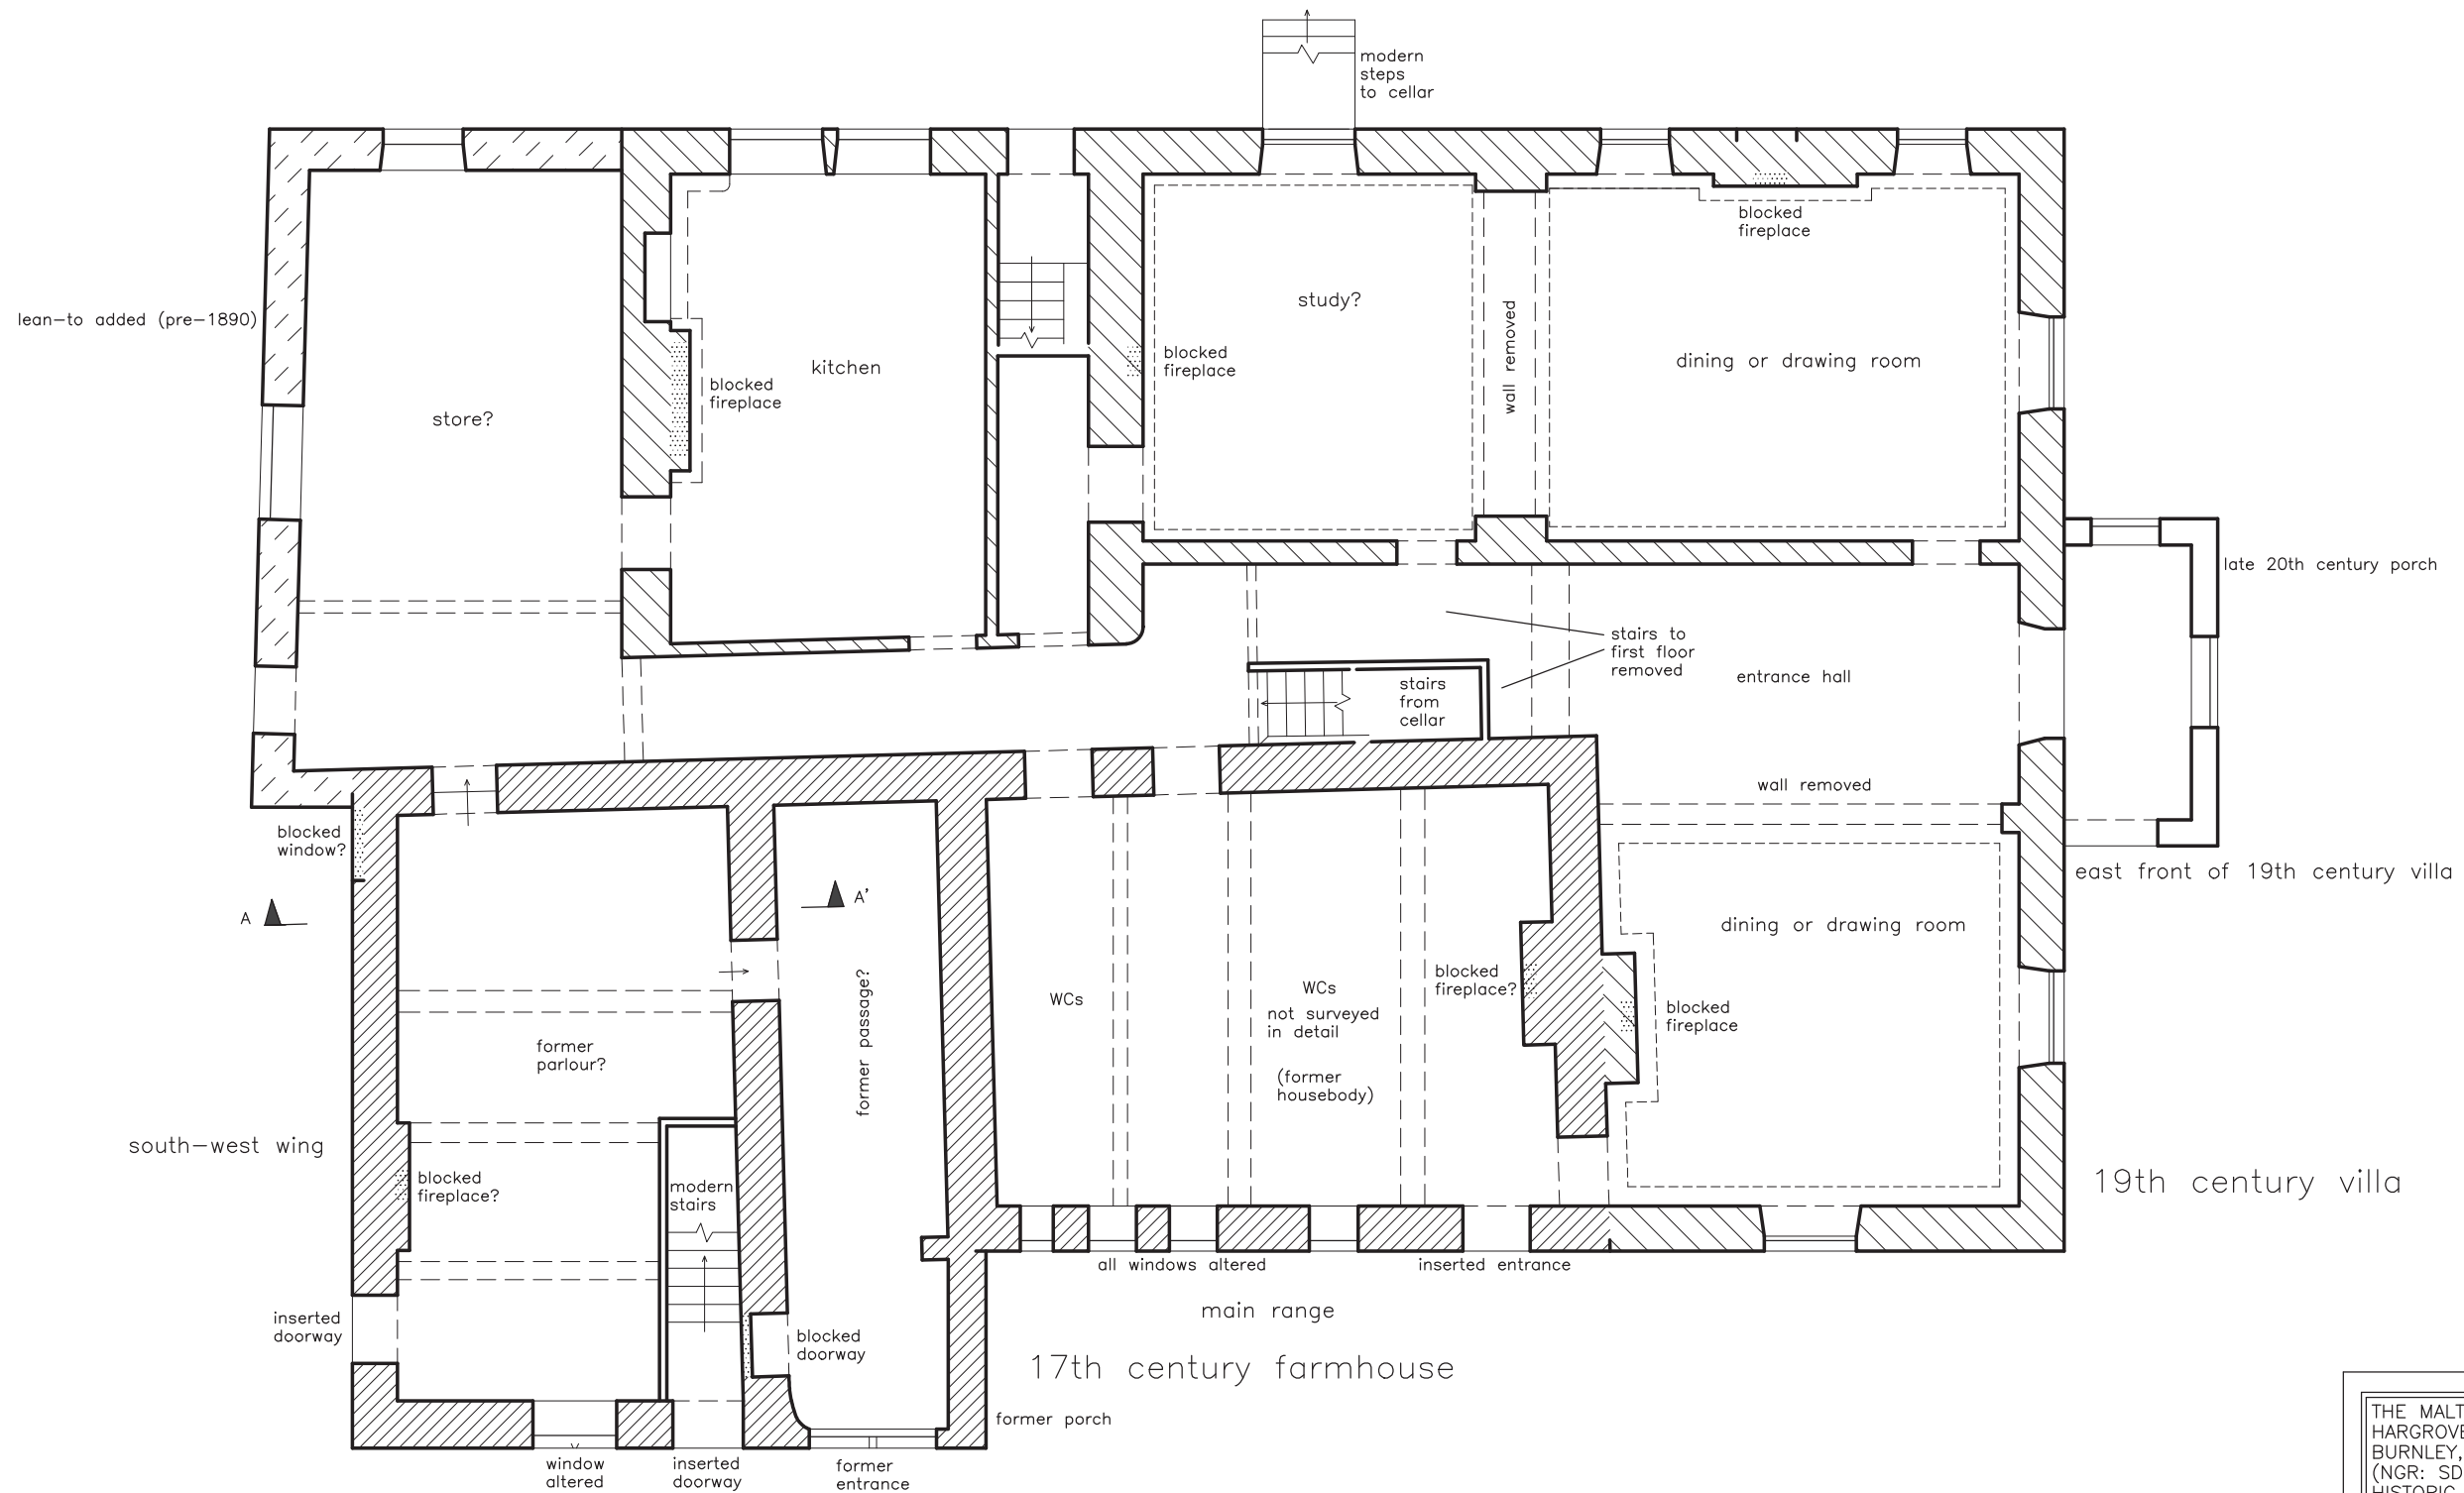 modern
steps
to cellar
lean-to added (pre-1890)
blocked
fireplace
study?
wall removed
dining or drawing room
blocked
fireplace
kitchen
blocked
fireplace
store?
late 20th century porch
stairs to
first floor
removed
entrance hall
stairs
from
cellar
wall removed
blocked
window?
east front of 19th century villa
A
A'
dining or drawing room
former passage?
WCs
WCs
not surveyed
in detail
(former
housebody)
blocked
fireplace?
blocked
fireplace
former
parlour?
south-west wing
blocked
fireplace?
modern
stairs
19th century villa
all windows altered
inserted entrance
main range
inserted
doorway
blocked
doorway
17th century farmhouse
former porch
window
altered
inserted
doorway
former
entrance
THE MALT
HARGROVE
BURNLEY,
(NGR: SD
HISTORIC